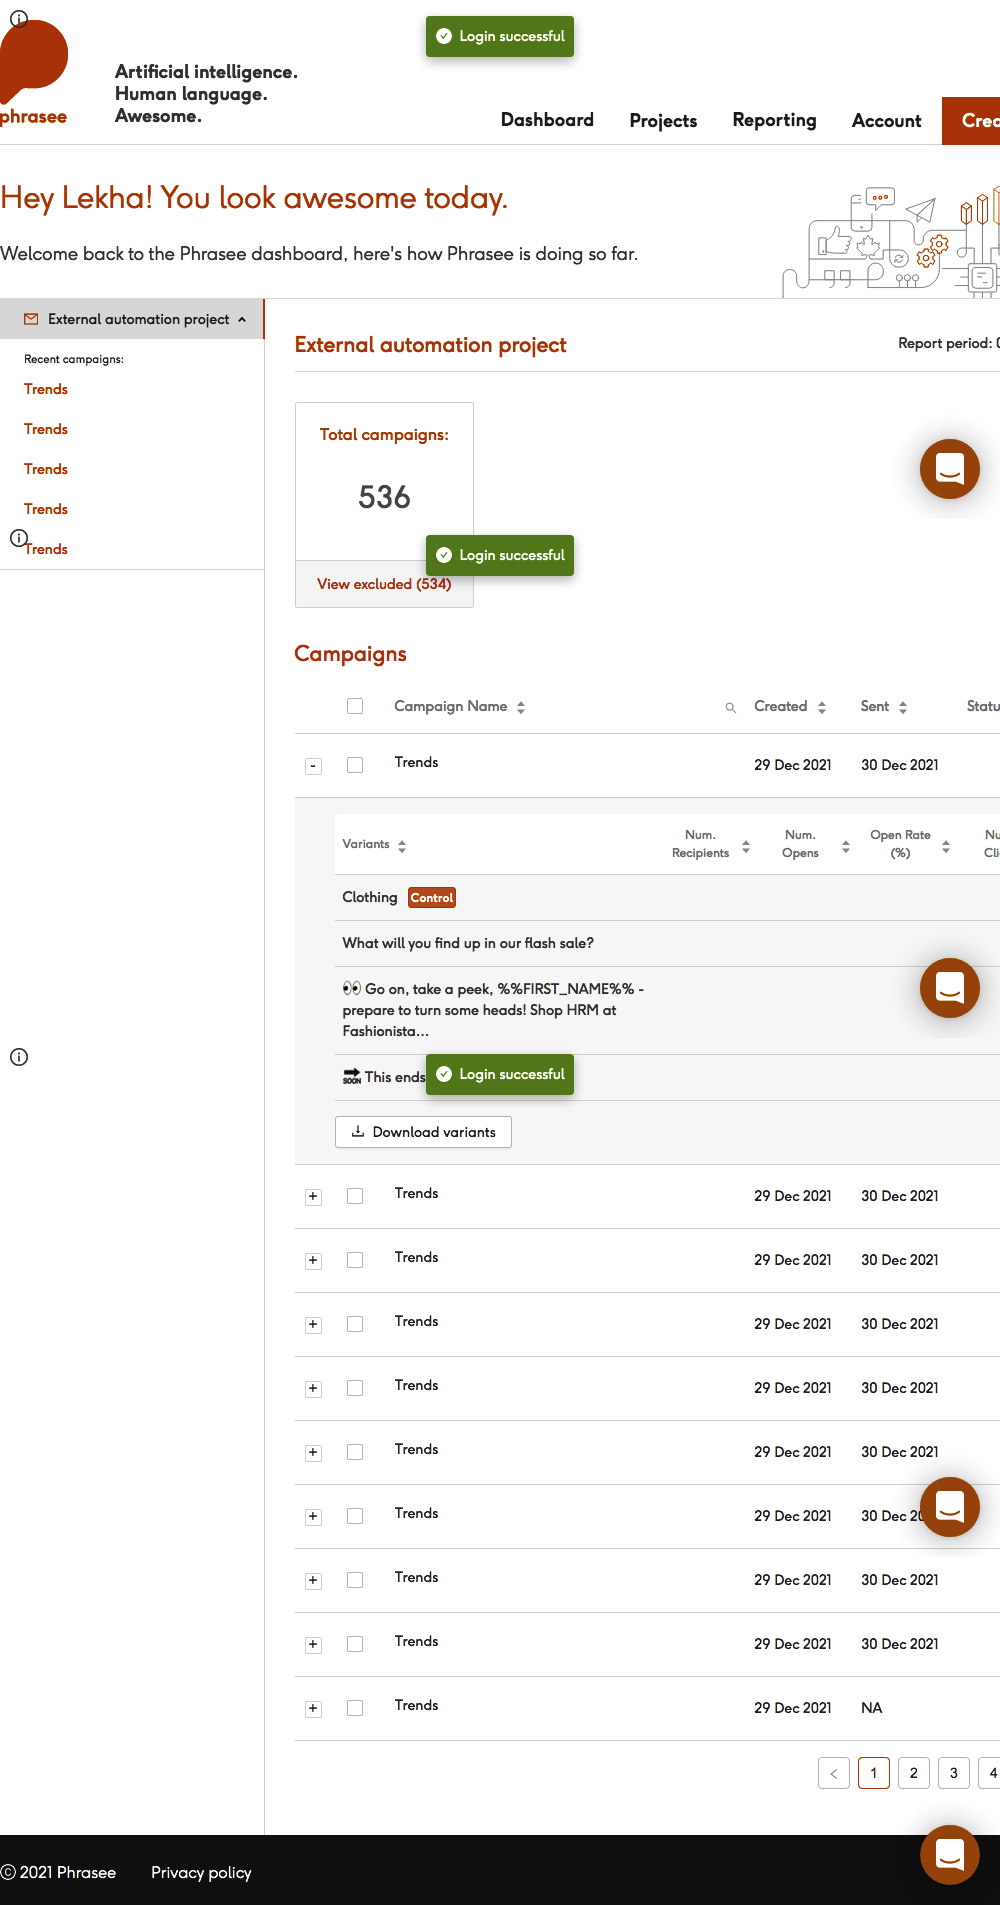 Login successful
phrasee
Artificial intelligence.
Human language.
Awesome.
Dashboard Projects Reporting Account
Hey Lekha! You look awesome today.
Welcome back to the Phrasee dashboard, here's how Phrasee is doing so far.
External automation project
Recent campaigns:
Trends
Trends
Trends
Trends
Trends
External automation project
Report period:
Total campaigns:
536
Login successful
View excluded (534)
Campaigns
Campaign Name Created Sent
- Trends 29 Dec 2021 30 Dec 2021
Variants Num. Recipients Num. Opens Open Rate (%)
Clothing Control
What will you find up in our flash sale?
👀 Go on, take a peek, %%FIRST_NAME%% -
prepare to turn some heads! Shop HRM at
Fashionista...
SOON This ends
Login successful
Download variants
+ Trends 29 Dec 2021 30 Dec 2021
+ Trends 29 Dec 2021 30 Dec 2021
+ Trends 29 Dec 2021 30 Dec 2021
+ Trends 29 Dec 2021 30 Dec 2021
+ Trends 29 Dec 2021 30 Dec 2021
+ Trends 29 Dec 2021 30 Dec
+ Trends 29 Dec 2021 30 Dec 2021
+ Trends 29 Dec 2021 30 Dec 2021
+ Trends 29 Dec 2021 NA
< 1 2 3 4
© 2021 Phrasee Privacy policy